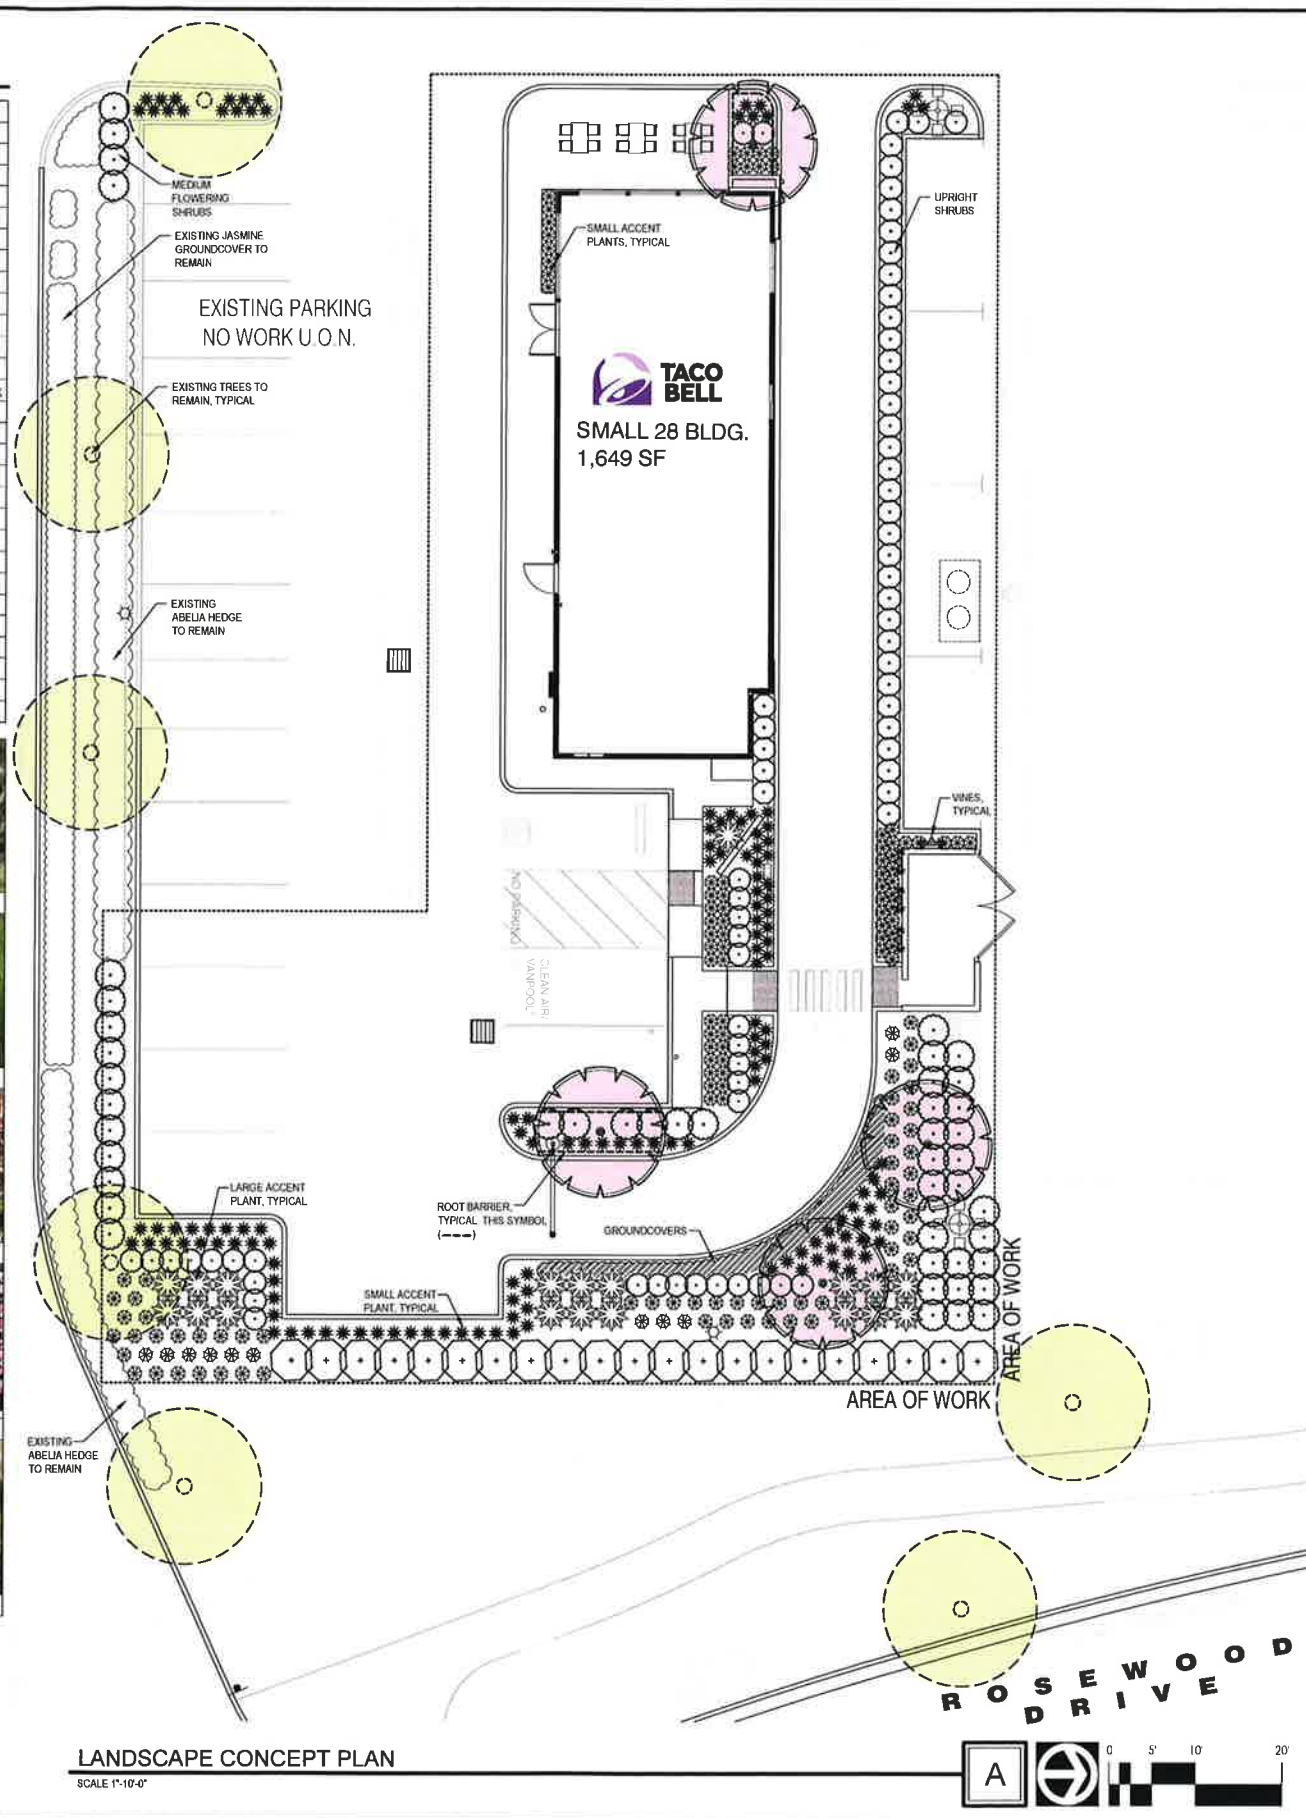 MEDIUM
FLOWERING
SHRUBS
EXISTING JASMINE
GROUNDCOVER TO
REMAIN
EXISTING PARKING
NO WORK U.O.N.
EXISTING TREES TO
REMAIN, TYPICAL
EXISTING
ABELIA HEDGE
TO REMAIN
SMALL ACCENT
PLANTS, TYPICAL
UPRIGHT
SHRUBS
TACO
BELL
SMALL 28 BLDG.
1,649 SF
VINES,
TYPICAL
NO PARKING
CLEAN AIR/
VANPOOL
LARGE ACCENT
PLANT, TYPICAL
ROOT BARRIER,
TYPICAL THIS SYMBOL
(---)
GROUNDCOVERS
SMALL ACCENT
PLANT, TYPICAL
AREA OF WORK
AREA OF WORK
EXISTING
ABELIA HEDGE
TO REMAIN
ROSEWOOD
DRIVE
LANDSCAPE CONCEPT PLAN
SCALE 1"-10'-0"
A
0 5' 10' 20'